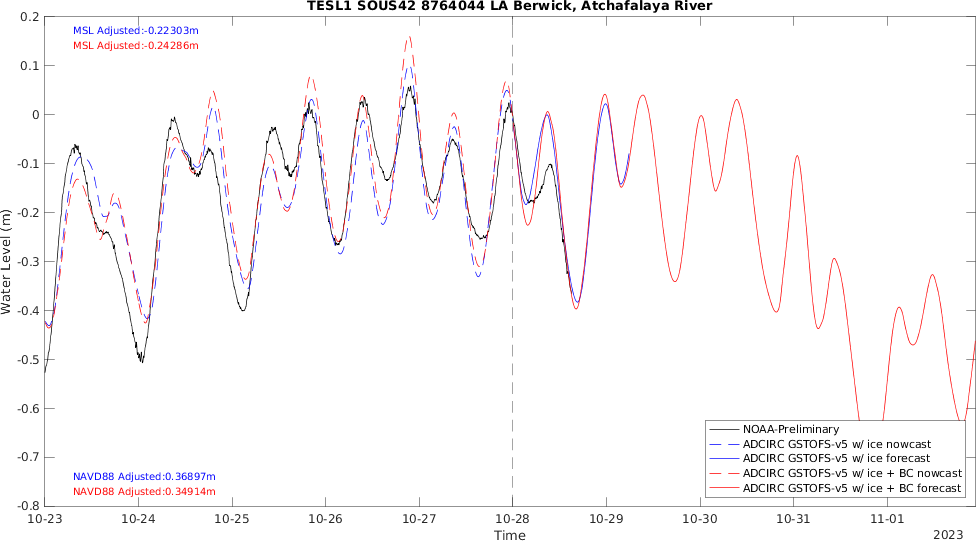 TESL1 SOUS42 8764044 LA Berwick, Atchafalaya River
MSL Adjusted:-0.22303m
MSL Adjusted:-0.24286m
0.2
0.1
0
-0.1
-0.2
-0.3
-0.4
-0.5
-0.6
-0.7
-0.8
Water Level (m)
NAVD88 Adjusted:0.36897m
NAVD88 Adjusted:0.34914m
NOAA-Preliminary
ADCIRC GSTOFS-v5 w/ ice nowcast
ADCIRC GSTOFS-v5 w/ ice forecast
ADCIRC GSTOFS-v5 w/ ice + BC nowcast
ADCIRC GSTOFS-v5 w/ ice + BC forecast
10-23 10-24 10-25 10-26 10-27 10-28 10-29 10-30 10-31 11-01
Time
2023